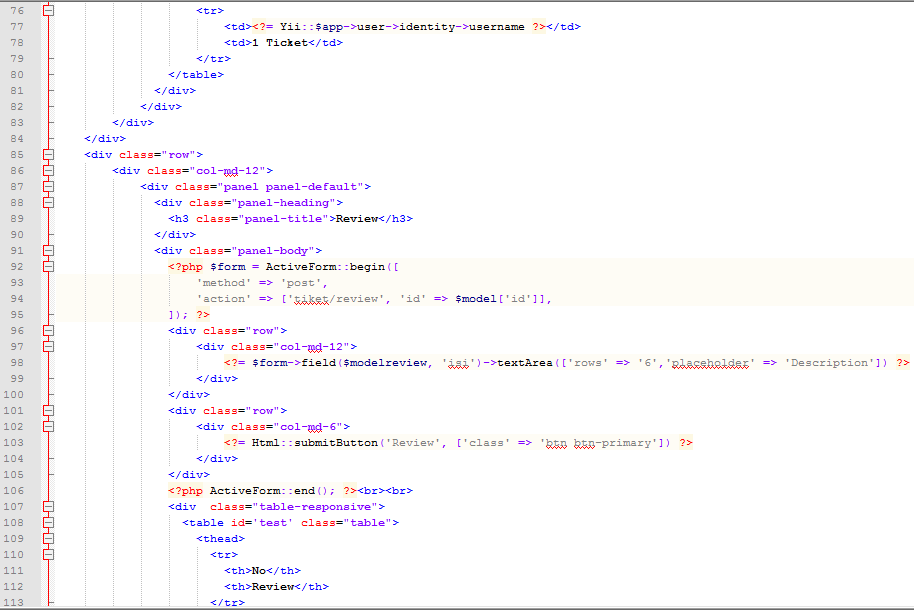 76 <tr>
77 <td><?= Yii::$app->user->identity->username ?></td>
78 <td>1 Ticket</td>
79 </tr>
80 </table>
81 </div>
82 </div>
83 </div>
84 </div>
85 <div class="row">
86 <div class="col-md-12">
87 <div class="panel panel-default">
88 <div class="panel-heading">
89 <h3 class="panel-title">Review</h3>
90 </div>
91 <div class="panel-body">
92 <?php $form = ActiveForm::begin([
93 'method' => 'post',
94 'action' => ['tiket/review', 'id' => $model['id']],
95 ]); ?>
96 <div class="row">
97 <div class="col-md-12">
98 <?= $form->field($modelreview, 'isi')->textArea(['rows' => '6','placeholder' => 'Description']) ?>
99 </div>
100 </div>
101 <div class="row">
102 <div class="col-md-6">
103 <?= Html::submitButton('Review', ['class' => 'btn btn-primary']) ?>
104 </div>
105 </div>
106 <?php ActiveForm::end(); ?><br><br>
107 <div  class="table-responsive">
108 <table id='test' class="table">
109 <thead>
110 <tr>
111 <th>No</th>
112 <th>Review</th>
113 </tr>